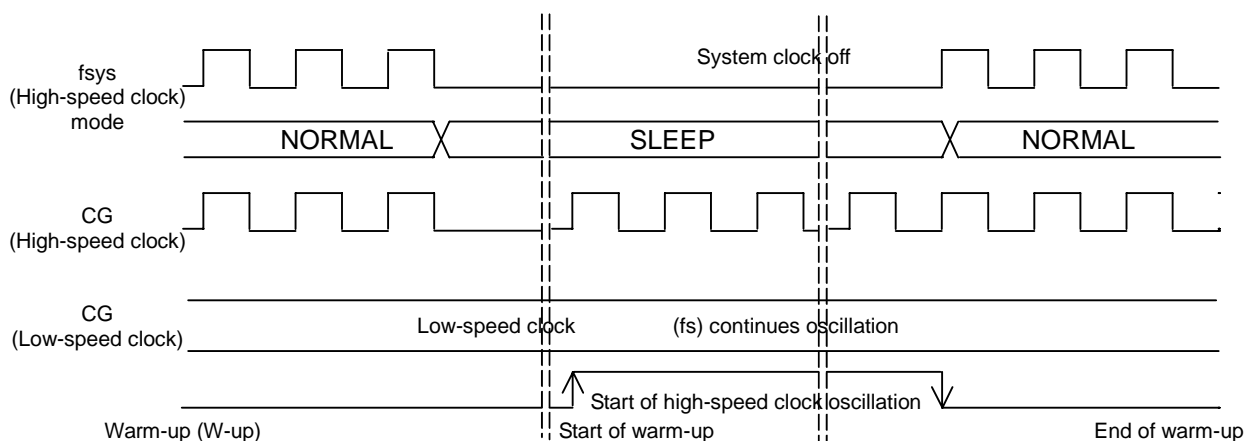 System clock off
fsys
(High-speed clock)
mode
NORMAL
SLEEP
NORMAL
CG
(High-speed clock)
CG
(Low-speed clock)
Low-speed clock
(fs) continues oscillation
Start of high-speed clock oscillation
Warm-up (W-up)
Start of warm-up
End of warm-up